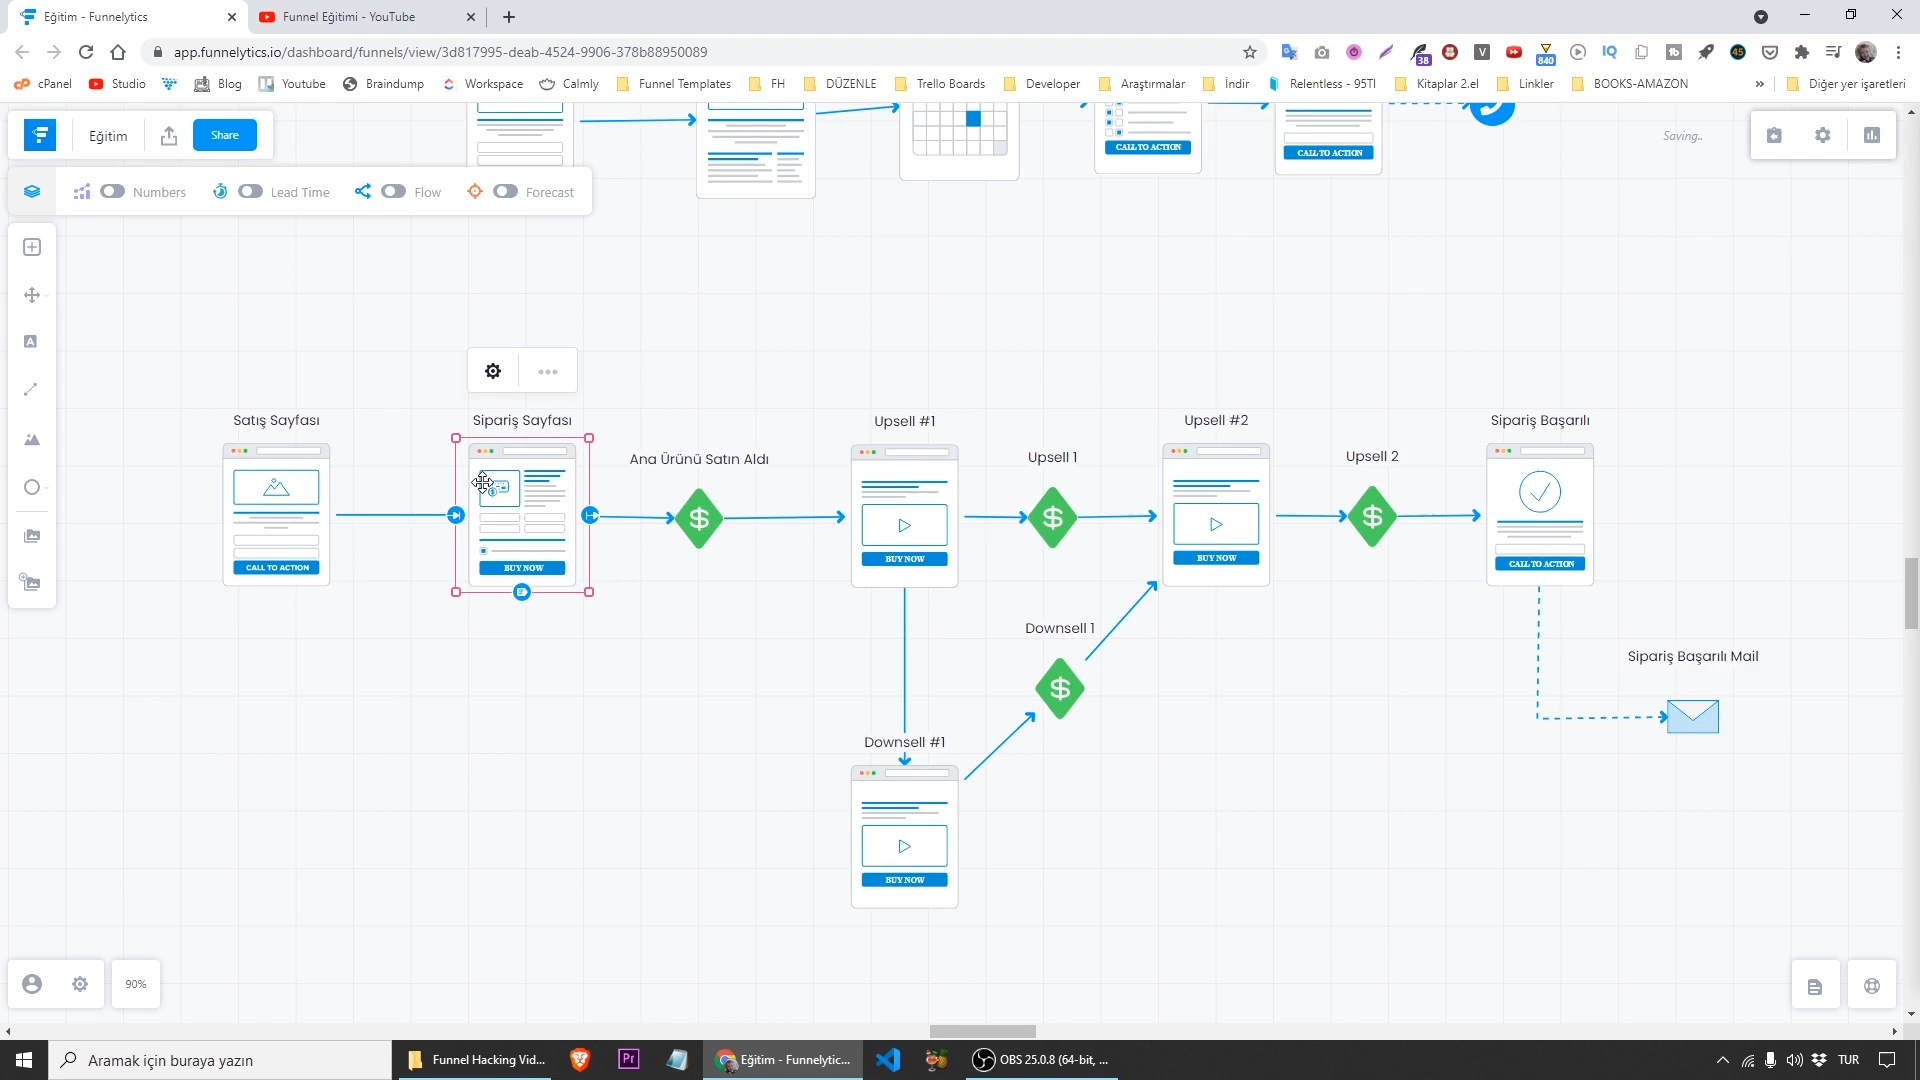 Eğitim - Funnelytics
Funnel Eğitimi - YouTube
app.funnelytics.io/dashboard/funnels/view/3d817995-deab-4524-9906-378b88950089
38
V
840
IQ
45
cPanel
Studio
Blog
Youtube
Braindump
Workspace
Calmly
Funnel Templates
FH
DÜZENLE
Trello Boards
Developer
Araştırmalar
İndir
Relentless - 95TI
Kitaplar 2.el
Linkler
BOOKS-AMAZON
»
Diğer yer işaretleri
Eğitim
Share
CALL TO ACTION
CALL TO ACTION
Saving..
Numbers
Lead Time
Flow
Forecast
Satış Sayfası
Sipariş Sayfası
Ana Ürünü Satın Aldı
Upsell #1
Upsell 1
Upsell #2
Upsell 2
Sipariş Başarılı
CALL TO ACTION
BUY NOW
$
BUY NOW
$
BUY NOW
$
CALL TO ACTION
Downsell 1
$
Sipariş Başarılı Mail
Downsell #1
BUY NOW
90%
Aramak için buraya yazın
Funnel Hacking Vid...
Pr
Eğitim - Funnelytic...
OBS 25.0.8 (64-bit, ...
TUR